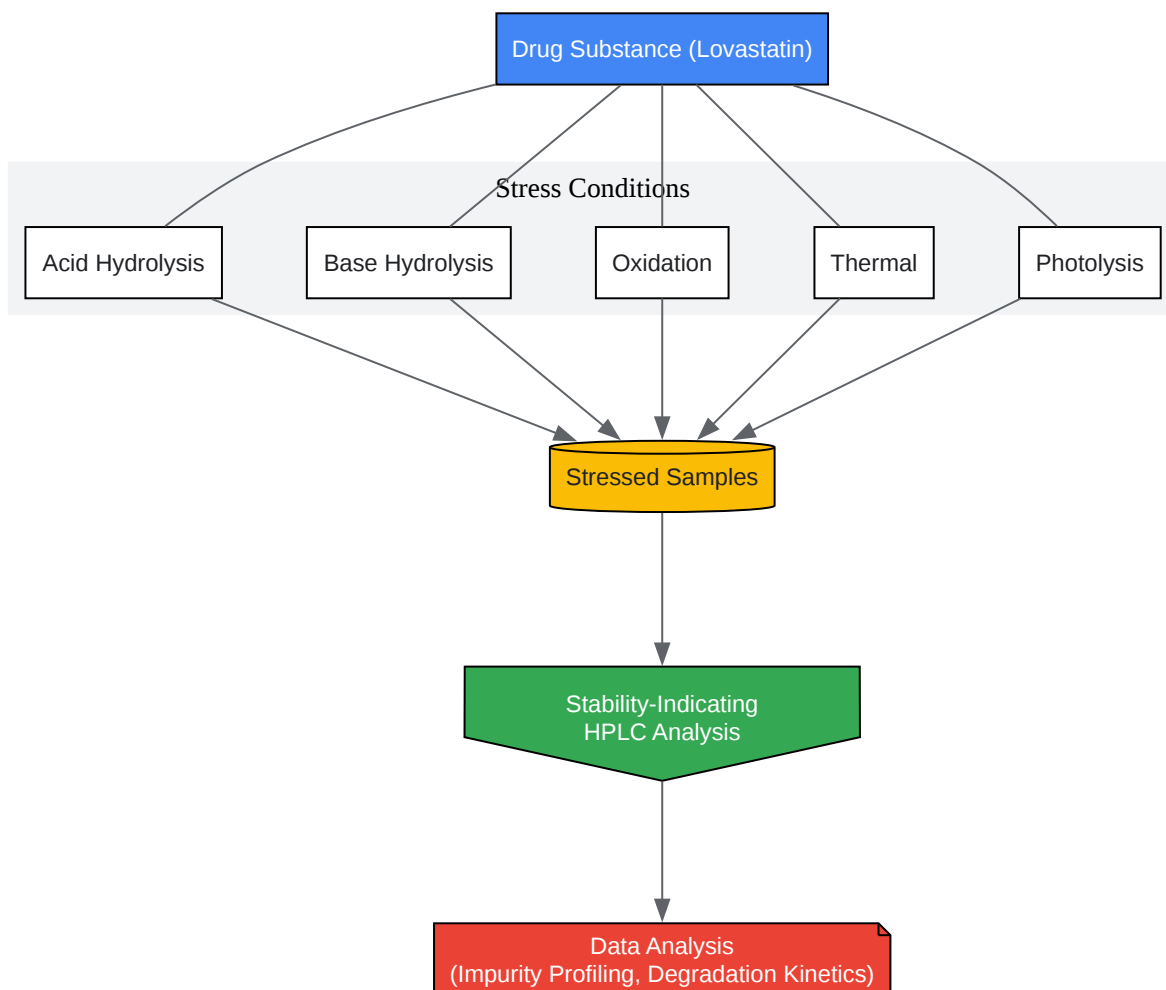 Drug Substance (Lovastatin)
Stress Conditions
Acid Hydrolysis
Base Hydrolysis
Oxidation
Thermal
Photolysis
Stressed Samples
Stability-Indicating
HPLC Analysis
Data Analysis
(Impurity Profiling, Degradation Kinetics)